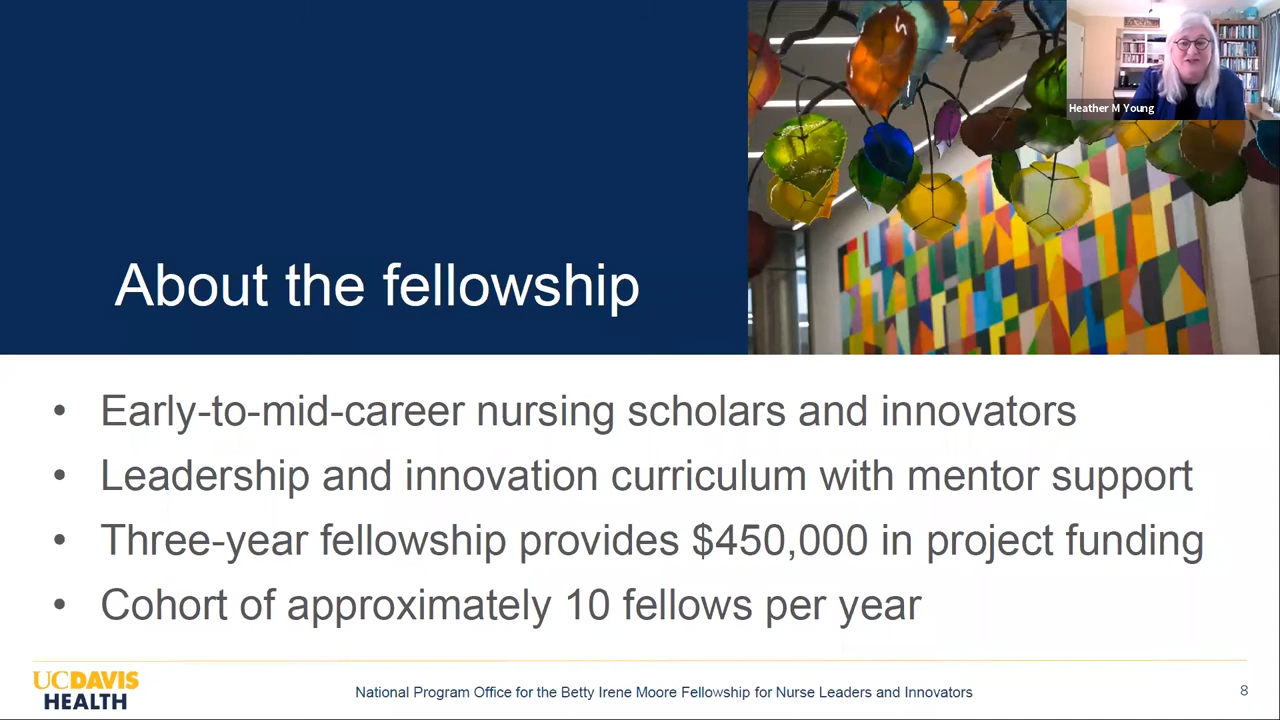 Heather M Young
About the fellowship
• Early-to-mid-career nursing scholars and innovators
• Leadership and innovation curriculum with mentor support
• Three-year fellowship provides $450,000 in project funding
• Cohort of approximately 10 fellows per year
UCDAVIS
HEALTH
National Program Office for the Betty Irene Moore Fellowship for Nurse Leaders and Innovators
8